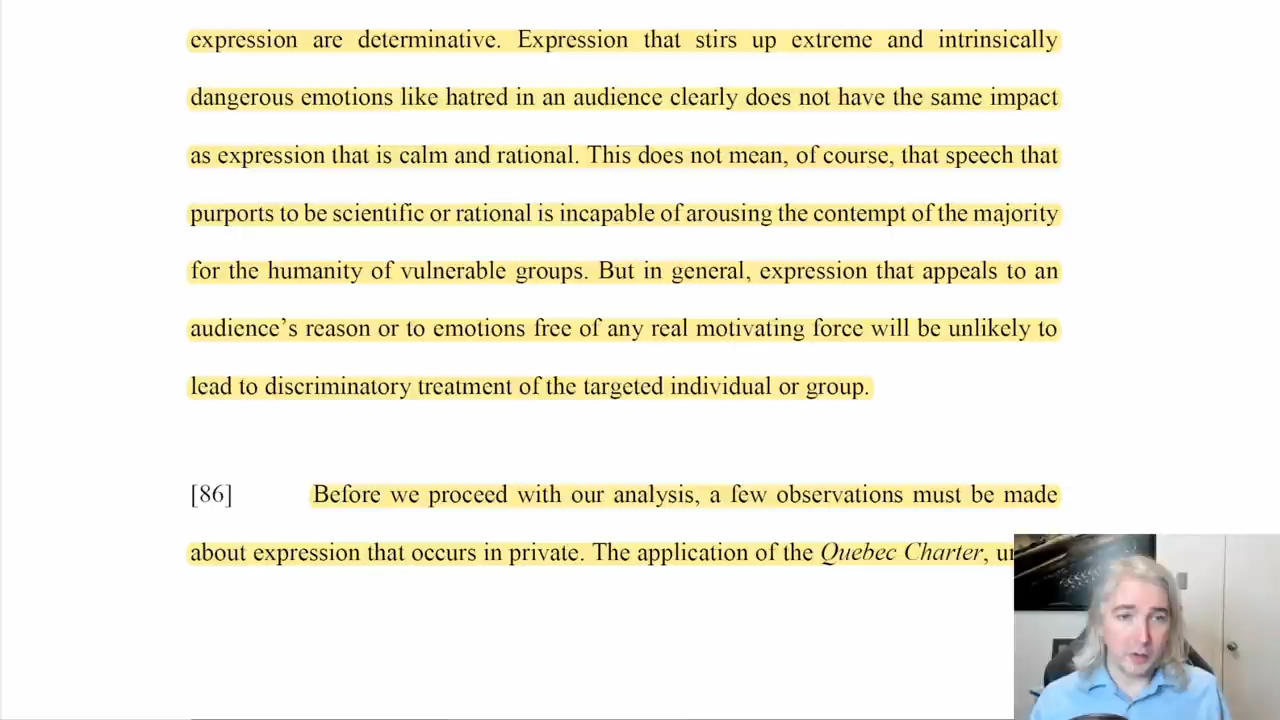 expression are determinative. Expression that stirs up extreme and intrinsically
dangerous emotions like hatred in an audience clearly does not have the same impact
as expression that is calm and rational. This does not mean, of course, that speech that
purports to be scientific or rational is incapable of arousing the contempt of the majority
for the humanity of vulnerable groups. But in general, expression that appeals to an
audience’s reason or to emotions free of any real motivating force will be unlikely to
lead to discriminatory treatment of the targeted individual or group.
[86] Before we proceed with our analysis, a few observations must be made
about expression that occurs in private. The application of the Quebec Charter,